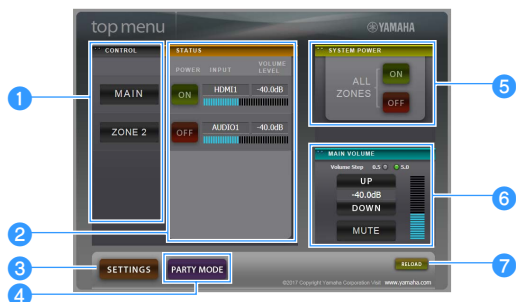 top menu
YAMAHA
CONTROL
STATUS
SYSTEM POWER
POWER INPUT VOLUME LEVEL
MAIN
ON HDMI1 -40.0dB
ALL ZONES
ON
OFF
ZONE 2
OFF AUDIO1 -40.0dB
MAIN VOLUME
Volume Step 0.5 5.0
UP
-40.0dB
DOWN
MUTE
SETTINGS
PARTY MODE
RELOAD
©2017 Copyright Yamaha Corporation Visit www.yamaha.com
1
2
3
4
5
6
7